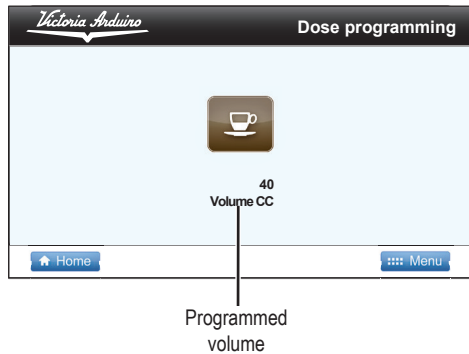 Victoria Arduino
Dose programming
40
Volume CC
Home
Menu
Programmed
volume